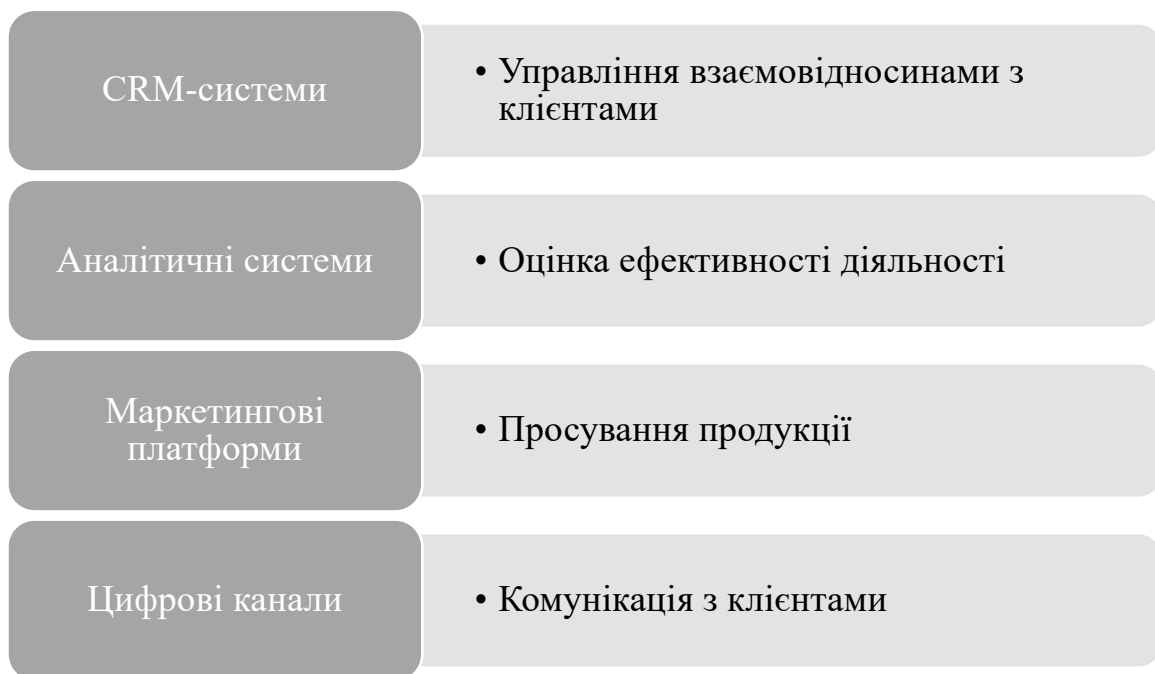 CRM-системи
• Управління взаємовідносинами з
клієнтами
Аналітичні системи
• Оцінка ефективності діяльності
Маркетингові
платформи
• Просування продукції
Цифрові канали
• Комунікація з клієнтами